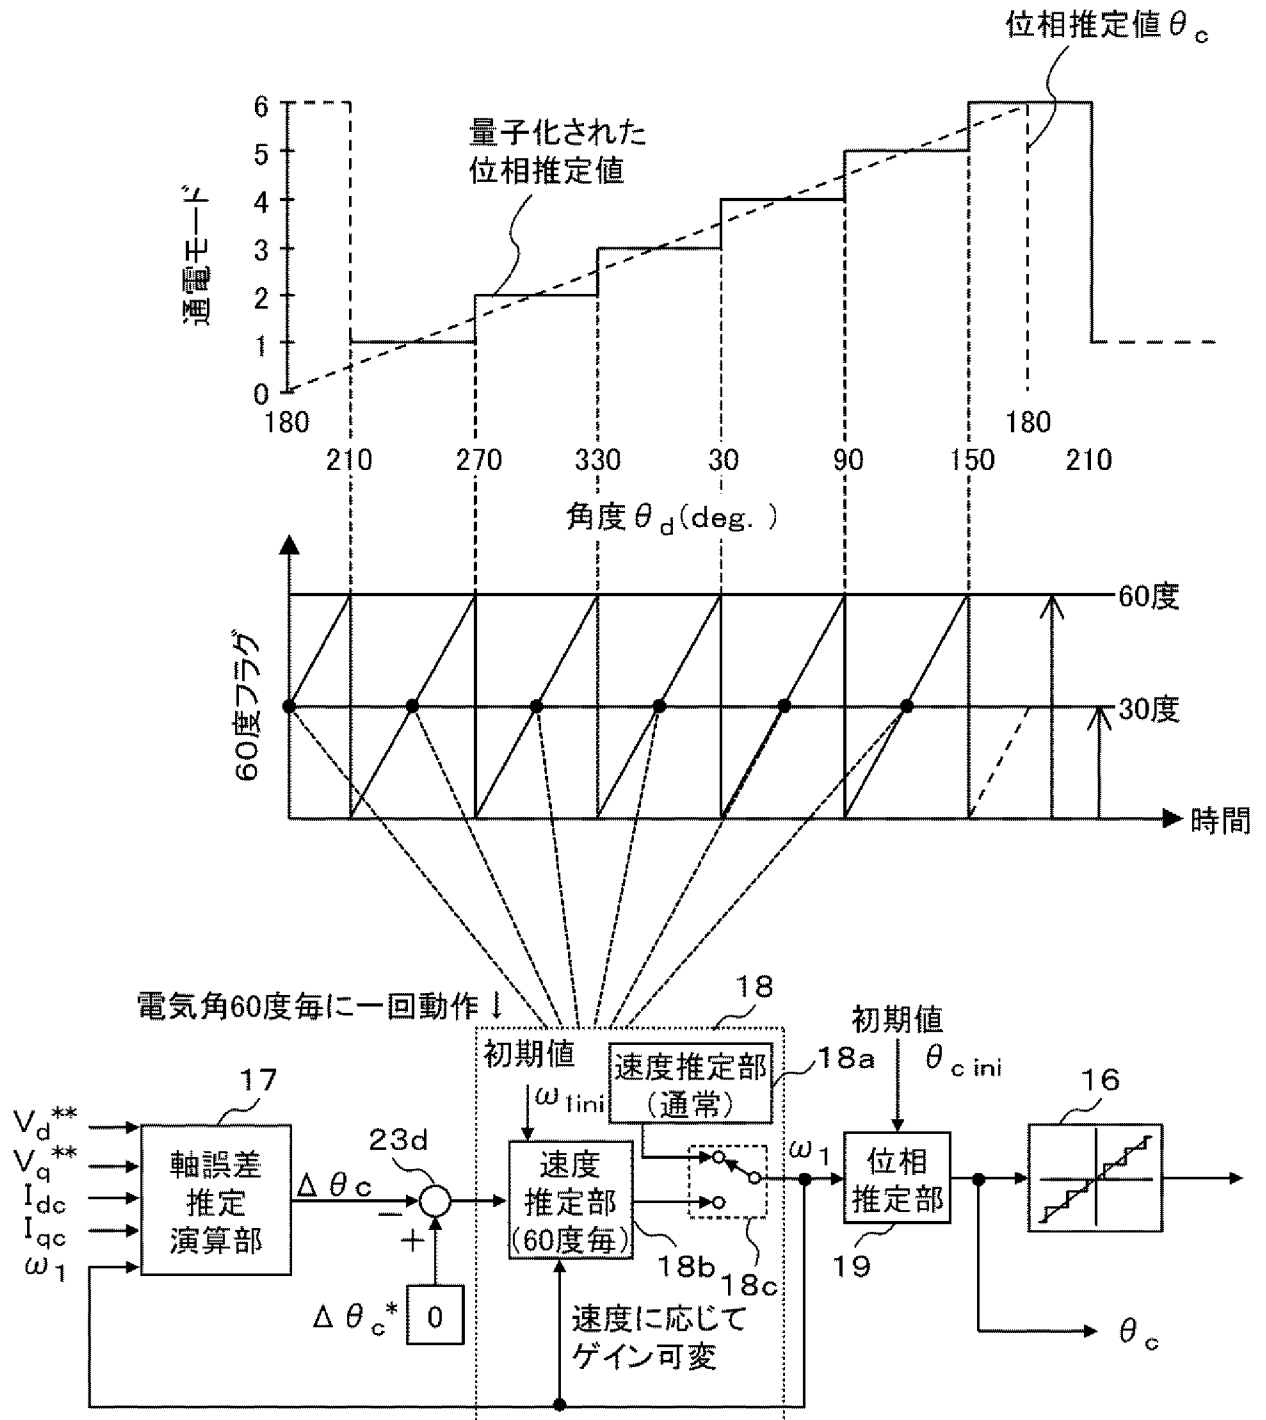 位相推定値θc
量子化された
位相推定値
通電モード
6
5
4
3
2
1
0
180
180
210
270
330
30
90
150
210
角度θd(deg.)
60度フラグ
60度
30度
時間
電気角60度毎に一回動作↓
18
初期値
ω1ini
速度推定部
(通常)
18a
初期値
θc ini
17
16
Vd**
Vq**
Idc
Iqc
ω1
軸誤差
推定
演算部
Δθc
23d
−
+
Δθc*
0
速度
推定部
(60度毎)
18b
18c
ω1
位相
推定部
19
速度に応じて
ゲイン可変
θc